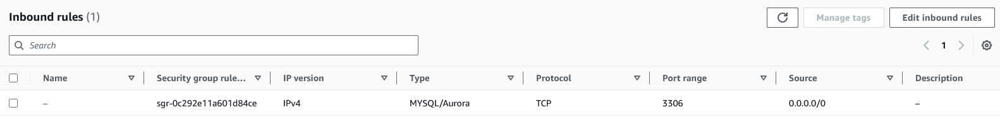 Inbound rules (1)
Manage tags
Edit inbound rules
Search
1
Name
Security group rule...
IP version
Type
Protocol
Port range
Source
Description
–
sgr-0c292e11a601d84ce
IPv4
MYSQL/Aurora
TCP
3306
0.0.0.0/0
–